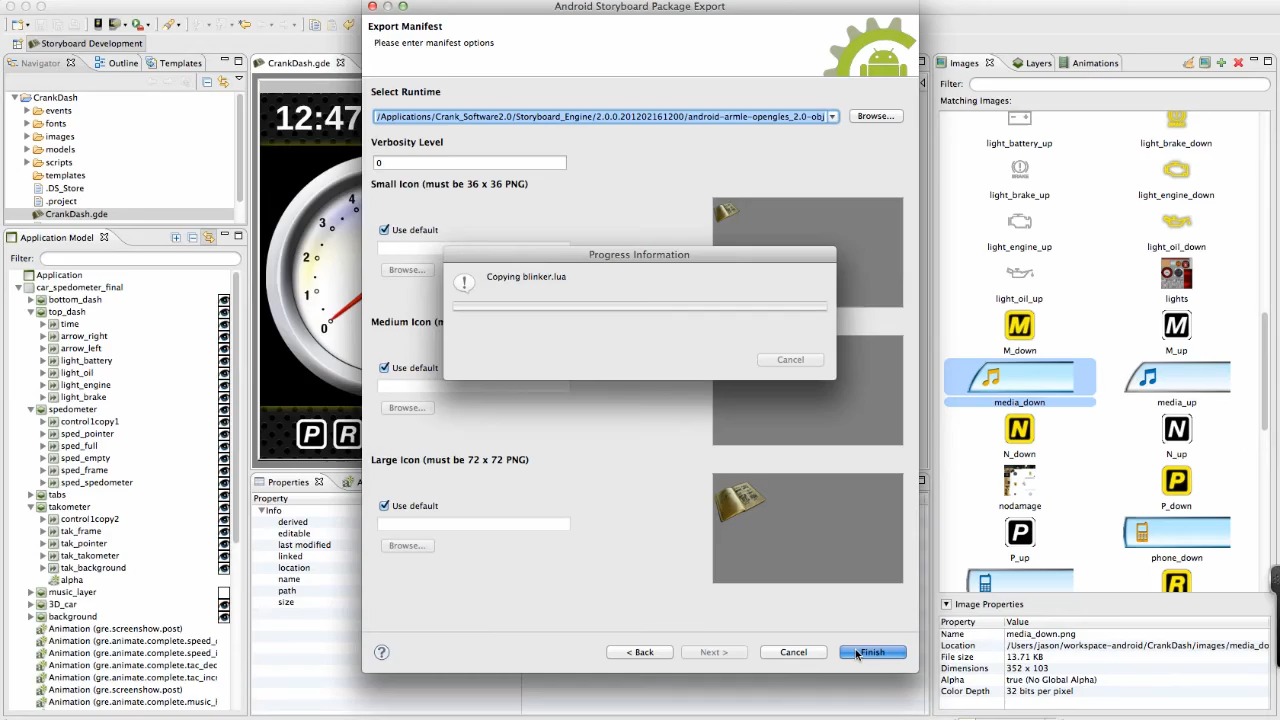 Android Storyboard Package Export
Export Manifest
Please enter manifest options
Storyboard Development
Navigator
Outline
Templates
CrankDash.gde
Images
Layers
Animations
Filter:
Matching Images:
CrankDash
events
fonts
images
models
scripts
templates
.DS_Store
.project
CrankDash.gde
12:47
4
3
2
1
0
P
R
Application Model
Filter:
Application
car_spedometer_final
bottom_dash
top_dash
time
arrow_right
arrow_left
light_battery
light_oil
light_engine
light_brake
spedometer
control1copy1
sped_pointer
sped_full
sped_empty
sped_frame
sped_spedometer
tabs
takometer
control1copy2
tak_frame
tak_pointer
tak_takometer
tak_background
alpha
music_layer
3D_car
background
Animation (gre.screenshow.post)
Animation (gre.animate.complete.speed_
Animation (gre.animate.complete.speed_i
Animation (gre.animate.complete.tac_dec
Animation (gre.animate.complete.tac_inc
Animation (gre.screenshow.post)
Animation (gre.animate.complete.music_l
Properties
Property
Info
derived
editable
last modified
linked
location
name
path
size
Select Runtime
/Applications/Crank_Software2.0/Storyboard_Engine/2.0.0.201202161200/android-armle-opengles_2.0-obj
Browse...
Verbosity Level
0
Small Icon (must be 36 x 36 PNG)
Use default
Browse...
Medium Icon (m
Use default
Browse...
Large Icon (must be 72 x 72 PNG)
Use default
Browse...
Progress Information
Copying blinker.lua
Cancel
< Back
Next >
Cancel
Finish
light_battery_up
light_brake_down
light_brake_up
light_engine_down
light_engine_up
light_oil_down
light_oil_up
lights
M
M
M_down
M_up
media_down
media_up
N
N
N_down
N_up
P
nodamage
P_down
P
P_up
phone_down
R
Image Properties
Property
Value
Name
media_down.png
Location
/Users/jason/workspace-android/CrankDash/images/media_do
File size
13.71 KB
Dimensions
352 x 103
Alpha
true (No Global Alpha)
Color Depth
32 bits per pixel